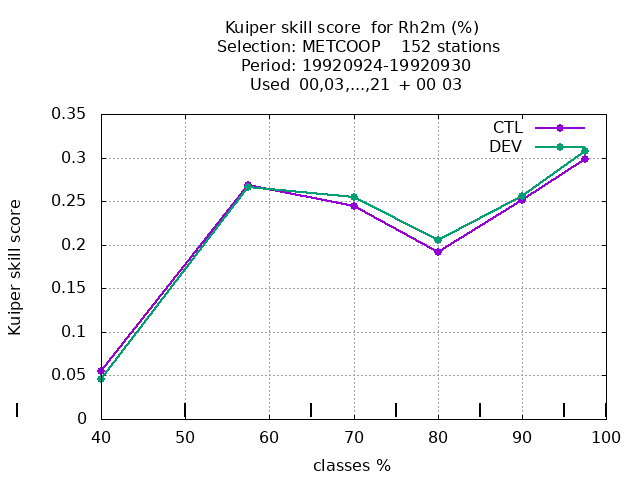 Kuiper skill score  for Rh2m (%)
Selection: METCOOP    152 stations
Period: 19920924-19920930
Used  00,03,...,21  + 00 03
CTL
DEV
Kuiper skill score
0.35
0.3
0.25
0.2
0.15
0.1
0.05
0
40 50 60 70 80 90 100
classes %